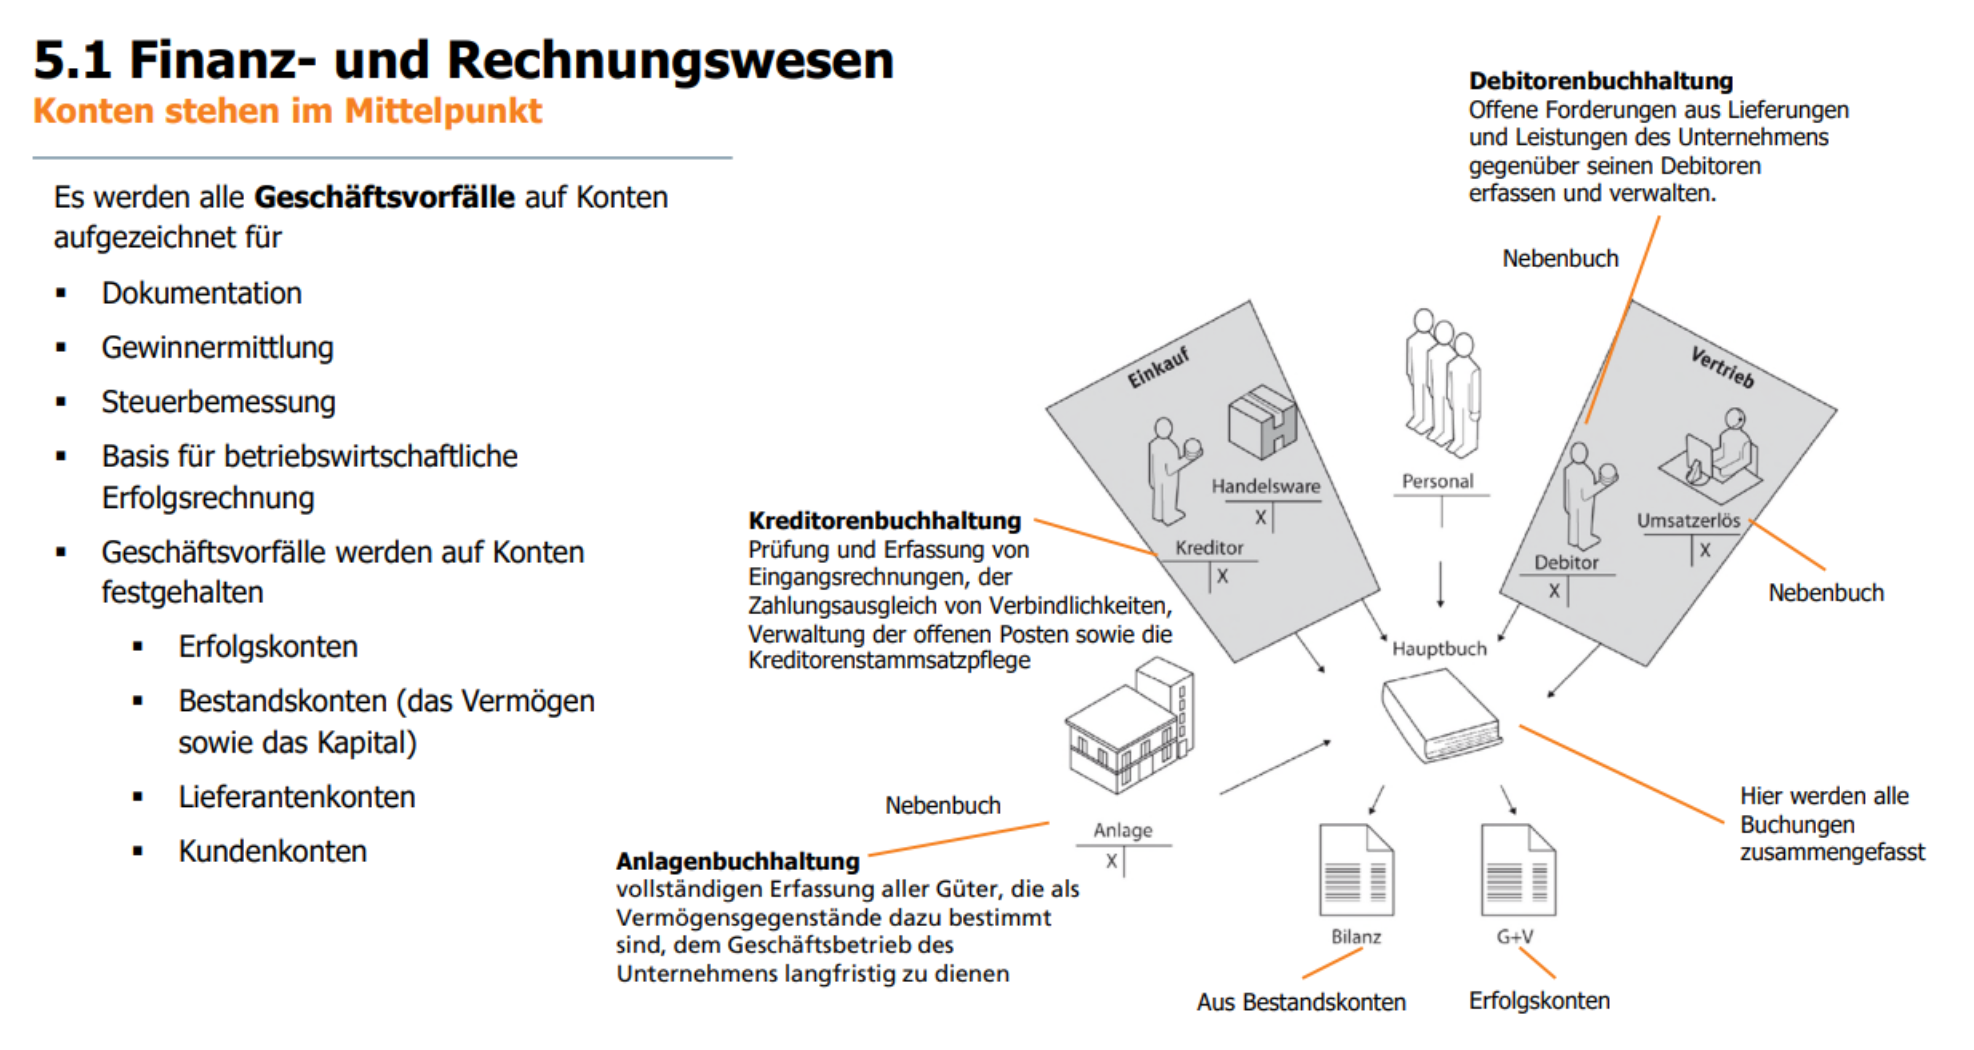 5.1 Finanz- und Rechnungswesen
Konten stehen im Mittelpunkt
Es werden alle Geschäftsvorfälle auf Konten
aufgezeichnet für
▪ Dokumentation
▪ Gewinnermittlung
▪ Steuerbemessung
▪ Basis für betriebswirtschaftliche
Erfolgsrechnung
▪ Geschäftsvorfälle werden auf Konten
festgehalten
▪ Erfolgskonten
▪ Bestandskonten (das Vermögen
sowie das Kapital)
▪ Lieferantenkonten
▪ Kundenkonten
Debitorenbuchhaltung
Offene Forderungen aus Lieferungen
und Leistungen des Unternehmens
gegenüber seinen Debitoren
erfassen und verwalten.
Nebenbuch
Einkauf
Handelsware
X
Kreditor
X
Personal
Vertrieb
Umsatzerlös
X
Debitor
X
Nebenbuch
Kreditorenbuchhaltung
Prüfung und Erfassung von
Eingangsrechnungen, der
Zahlungsausgleich von Verbindlichkeiten,
Verwaltung der offenen Posten sowie die
Kreditorenstammsatzpflege
Hauptbuch
Hier werden alle
Buchungen
zusammengefasst
Nebenbuch
Anlage
X
Anlagenbuchhaltung
vollständigen Erfassung aller Güter, die als
Vermögensgegenstände dazu bestimmt
sind, dem Geschäftsbetrieb des
Unternehmens langfristig zu dienen
Bilanz
G+V
Aus Bestandskonten
Erfolgskonten